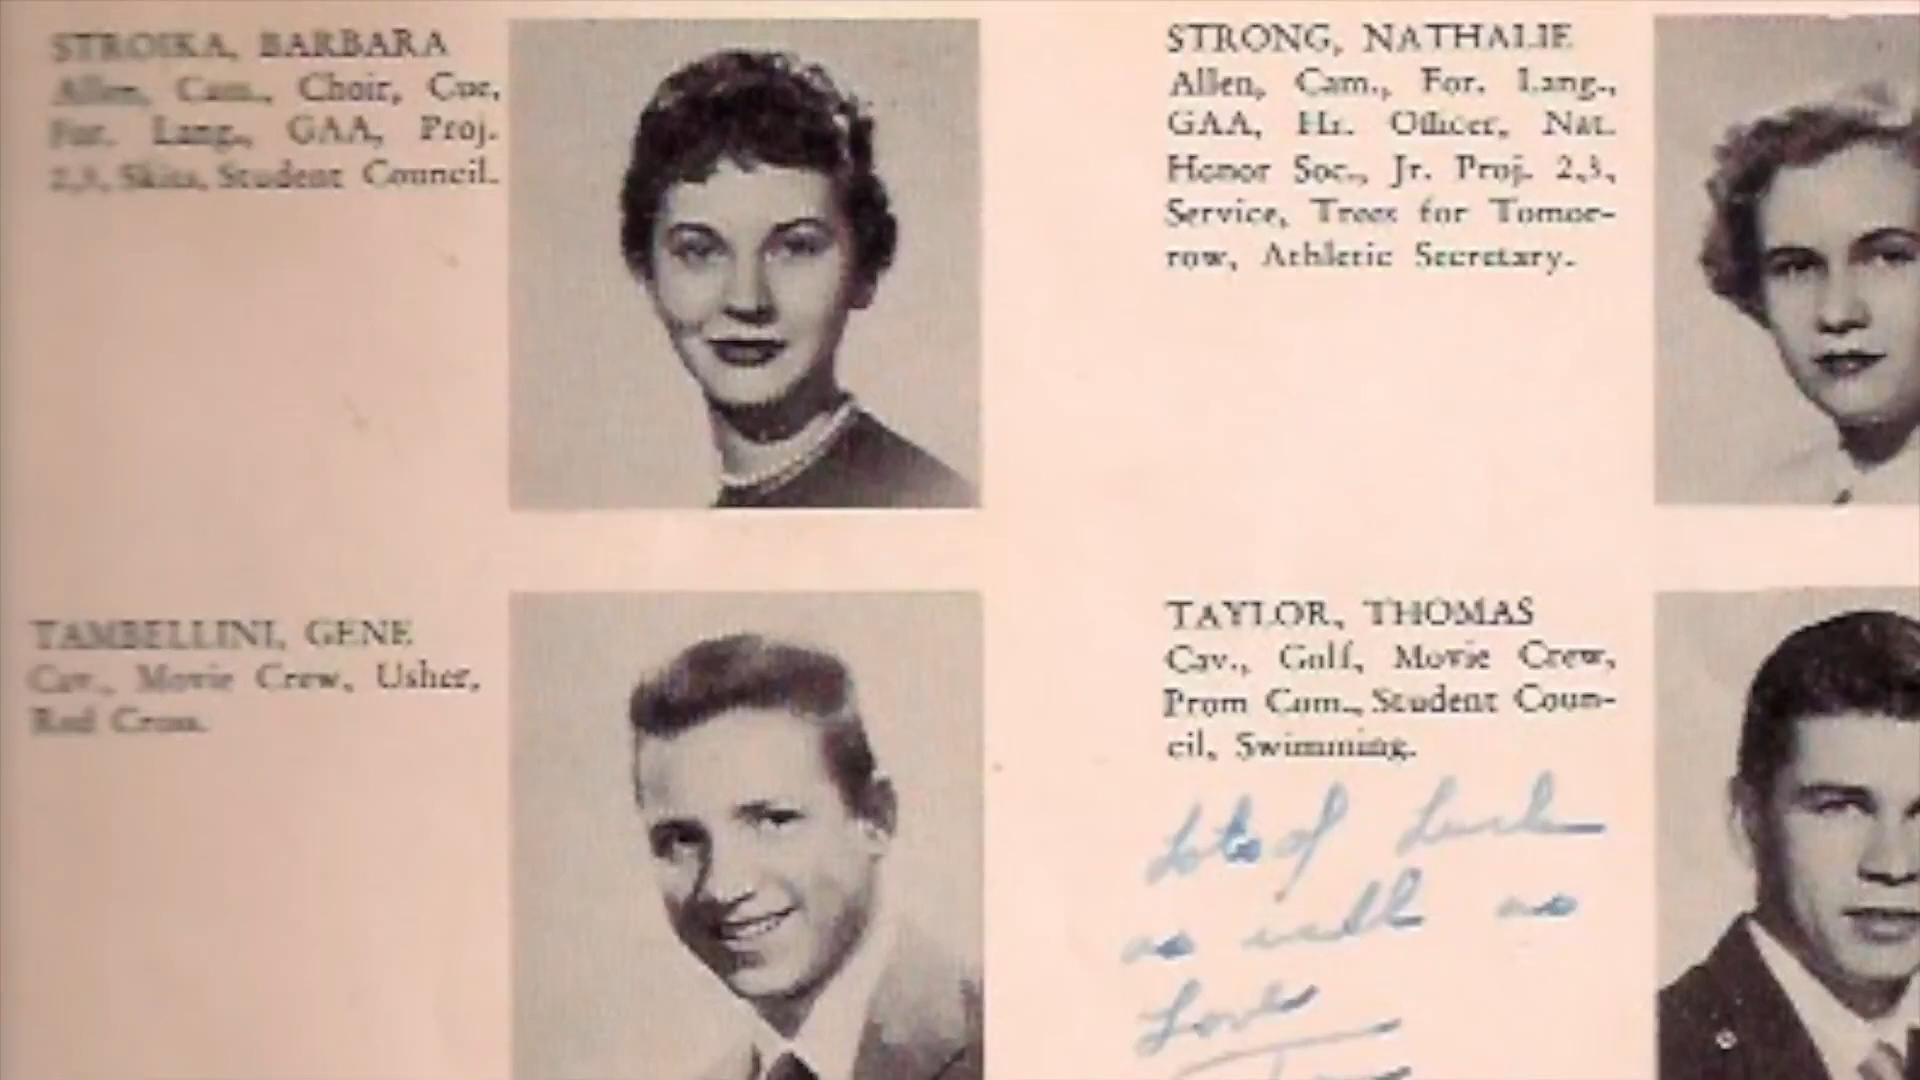 STROIKA, BARBARA
Allen, Cam., Choir, Cue,
For. Lang., GAA, Proj.
2,3, Skits, Student Council.
STRONG, NATHALIE
Allen, Cam., For. Lang.,
GAA, Hr. Officer, Nat.
Honor Soc., Jr. Proj. 2,3,
Service, Trees for Tomor-
row, Athletic Secretary.
TAMBELLINI, GENE
Cav., Movie Crew, Usher,
Red Cross.
TAYLOR, THOMAS
Cav., Golf, Movie Crew,
Prom Com., Student Coun-
cil, Swimming.
Lots of Luck
as well as
Love